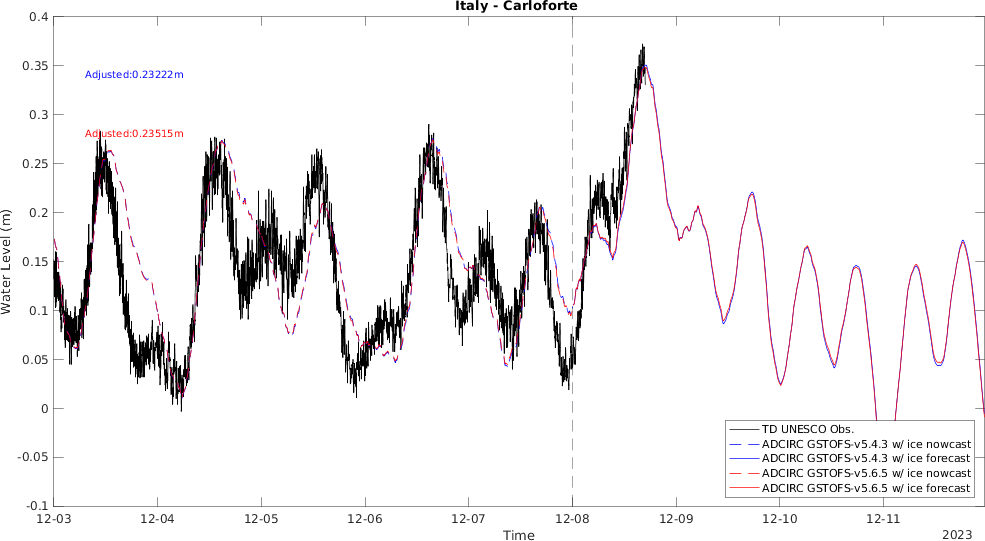 Italy - Carloforte
0.4
0.35
0.3
0.25
0.2
0.15
0.1
0.05
0
-0.05
-0.1
Water Level (m)
Adjusted:0.23222m
Adjusted:0.23515m
TD UNESCO Obs.
ADCIRC GSTOFS-v5.4.3 w/ ice nowcast
ADCIRC GSTOFS-v5.4.3 w/ ice forecast
ADCIRC GSTOFS-v5.6.5 w/ ice nowcast
ADCIRC GSTOFS-v5.6.5 w/ ice forecast
12-03 12-04 12-05 12-06 12-07 12-08 12-09 12-10 12-11
Time
2023